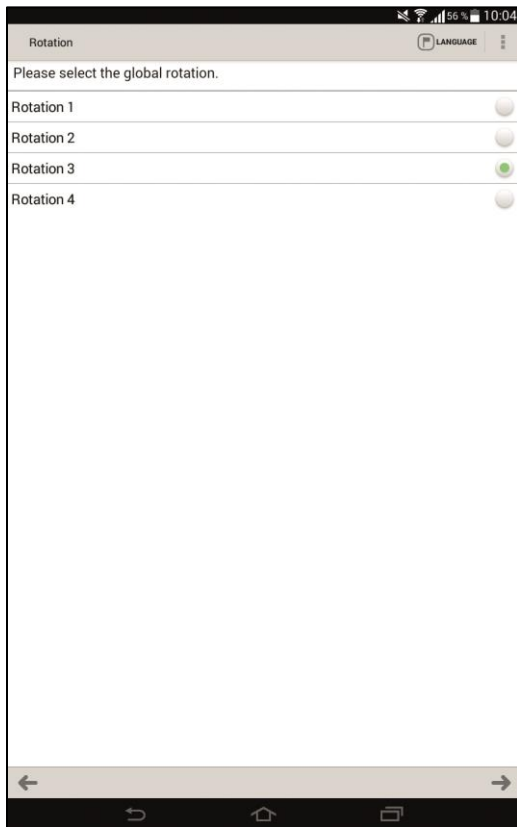 56 % 10:04
Rotation LANGUAGE
Please select the global rotation.
Rotation 1
Rotation 2
Rotation 3
Rotation 4